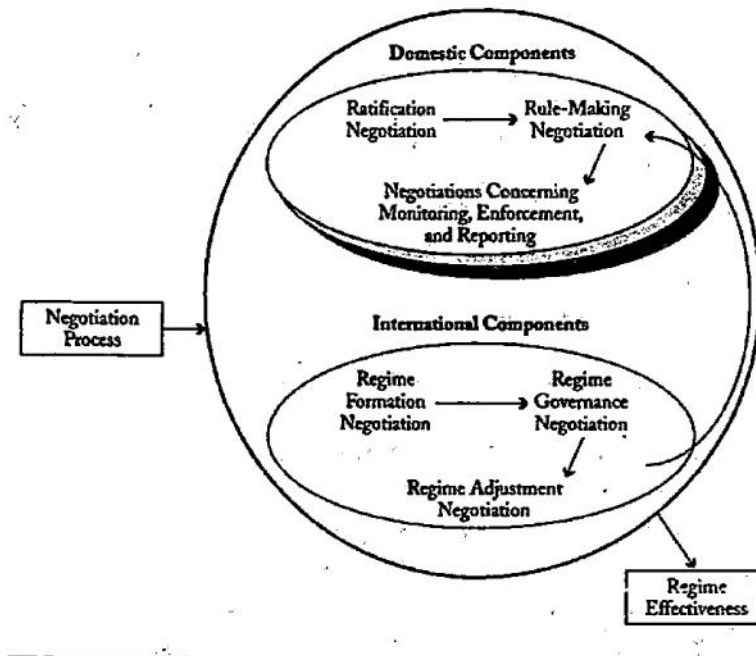 Domestic Components
Ratification
Negotiation
Rule-Making
Negotiation
Negotiations Concerning
Monitoring, Enforcement,
and Reporting
Negotiation
Process
International Components
Regime
Formation
Negotiation
Regime
Governance
Negotiation
Regime Adjustment
Negotiation
Regime
Effectiveness